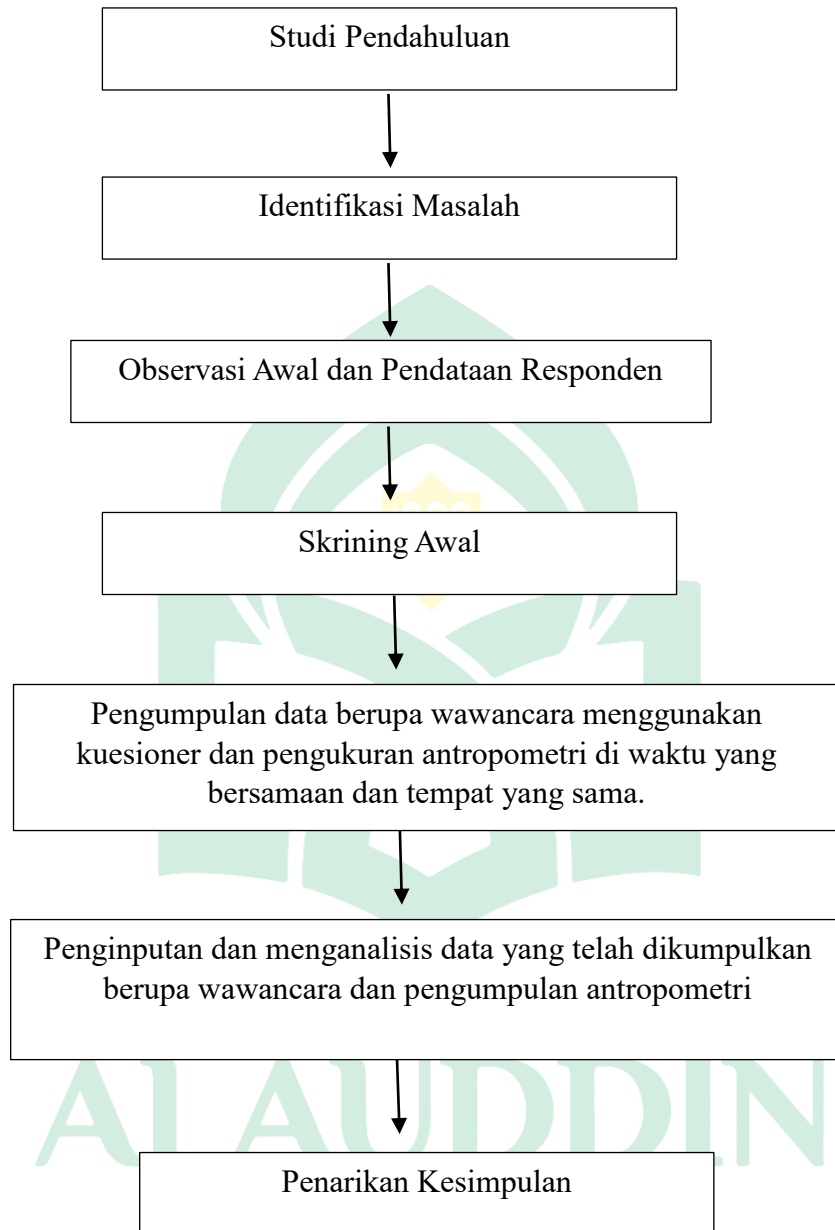 Studi Pendahuluan
Identifikasi Masalah
Observasi Awal dan Pendataan Responden
Skrining Awal
Pengumpulan data berupa wawancara menggunakan
kuesioner dan pengukuran antropometri di waktu yang
bersamaan dan tempat yang sama.
Penginputan dan menganalisis data yang telah dikumpulkan
berupa wawancara dan pengumpulan antropometri
ALAUDDIN
Penarikan Kesimpulan